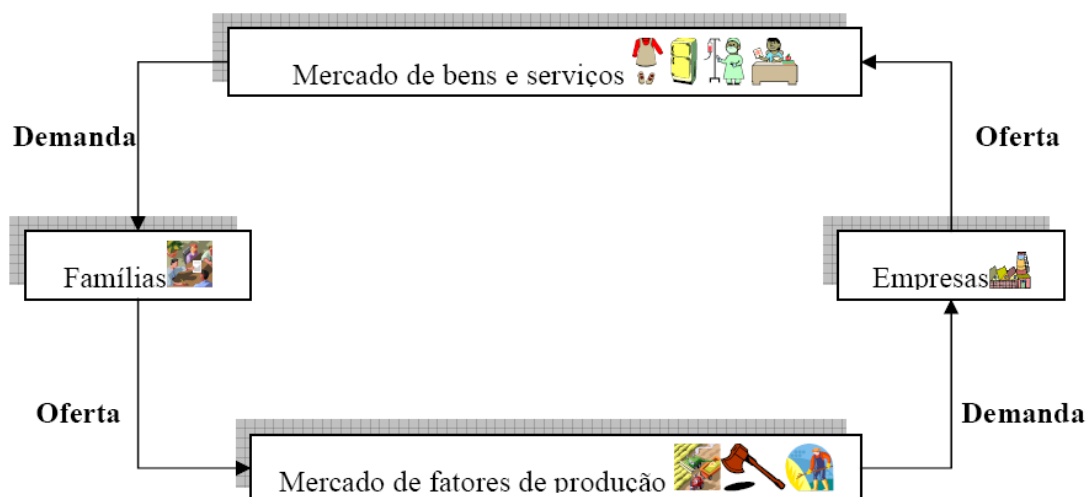 Mercado de bens e serviços
Demanda
Oferta
Famílias
Empresas
Oferta
Demanda
Mercado de fatores de produção